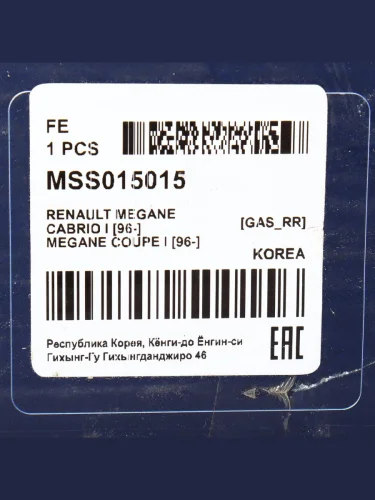 FE
1 PCS
MSS015015
RENAULT MEGANE
CABRIO I [96-]
MEGANE COUPE I [96-]
[GAS_RR]
KOREA
Республика Корея, Кёнги-до Ёнгин-си
Гихынг-Гу Гихынгданджиро 46
EAC